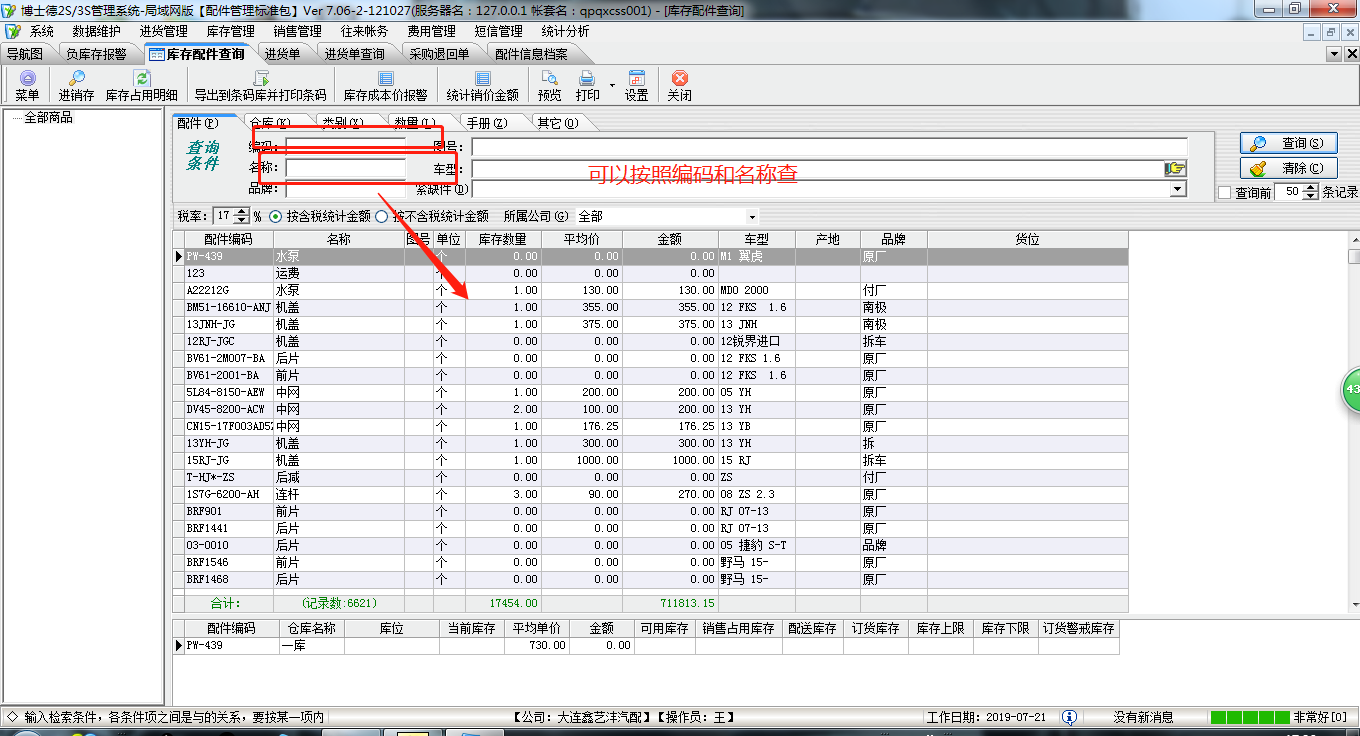 博士德2S/3S管理系统-局域网版【配件管理标准包】Ver 7.06-2-121027(服务器名：127.0.0.1 帐套名：qpqxcss001) - [库存配件查询]
系统 数据维护 进货管理 库存管理 销售管理 往来帐务 费用管理 短信管理 统计分析
导航图 负库存报警 库存配件查询 进货单 进货单查询 采购退回单 配件信息档案
菜单 进销存 库存占用明细 导出到条码库并打印条码 库存成本价报警 统计销价金额 预览 打印 设置 关闭
全部商品
配件(P) 仓库(K) 类别(X) 数量(L) 手册(Z) 其它(Q)
查询条件
编码： 图号：
名称： 车型：
品牌： 紧缺件(D)
可以按照编码和名称查
查询(S)
清除(C)
查询前 50 条记录
税率： 17 % 按含税统计金额 按不含税统计金额 所属公司(G) 全部
配件编码 名称 图号 单位 库存数量 平均价 金额 车型 产地 品牌 货位
PW-439 水泵 个 0.00 0.00 0.00 M1 翼虎 原厂
123 运费 个 0.00 0.00 0.00
A22212G 水泵 个 1.00 130.00 130.00 MDO 2000 付厂
BM51-16610-ANJ 机盖 个 1.00 355.00 355.00 12 FKS 1.6 南极
13JNH-JG 机盖 个 1.00 375.00 375.00 13 JNH 南极
12RJ-JGC 机盖 个 0.00 0.00 0.00 12锐界进口 拆车
BV61-2M007-BA 后片 个 0.00 0.00 0.00 12 FKS 1.6 原厂
BV61-2001-BA 前片 个 0.00 0.00 0.00 12 FKS 1.6 原厂
5L84-8150-AEW 中网 个 1.00 200.00 200.00 05 YH 原厂
DV45-8200-ACW 中网 个 2.00 100.00 200.00 13 YH 原厂
CN15-17F003AD5Z 中网 个 1.00 176.25 176.25 13 YB 原厂
13YH-JG 机盖 个 1.00 300.00 300.00 13 YH 拆
15RJ-JG 机盖 个 1.00 1000.00 1000.00 15 RJ 拆车
T-HJ*-ZS 后减 个 0.00 0.00 0.00 ZS 付厂
1S7G-6200-AH 连杆 个 3.00 90.00 270.00 08 ZS 2.3 原厂
BRF901 前片 个 0.00 0.00 0.00 RJ 07-13 原厂
BRF1441 后片 个 0.00 0.00 0.00 RJ 07-13 原厂
03-0010 后片 个 0.00 0.00 0.00 05 捷豹 S-T 品牌
BRF1546 前片 个 0.00 0.00 0.00 野马 15- 原厂
BRF1468 后片 个 0.00 0.00 0.00 野马 15- 原厂
合计： (记录数:6621) 17454.00 711813.15
配件编码 仓库名称 库位 当前库存 平均单价 金额 可用库存 销售占用库存 配送库存 订货库存 库存上限 库存下限 订货警戒库存
PW-439 一库 730.00 0.00
43
◇ 输入检索条件，各条件项之间是与的关系，要按某一项内 【公司：大连鑫艺沣汽配】【操作员：王】 工作日期：2019-07-21 没有新消息 非常好[0]